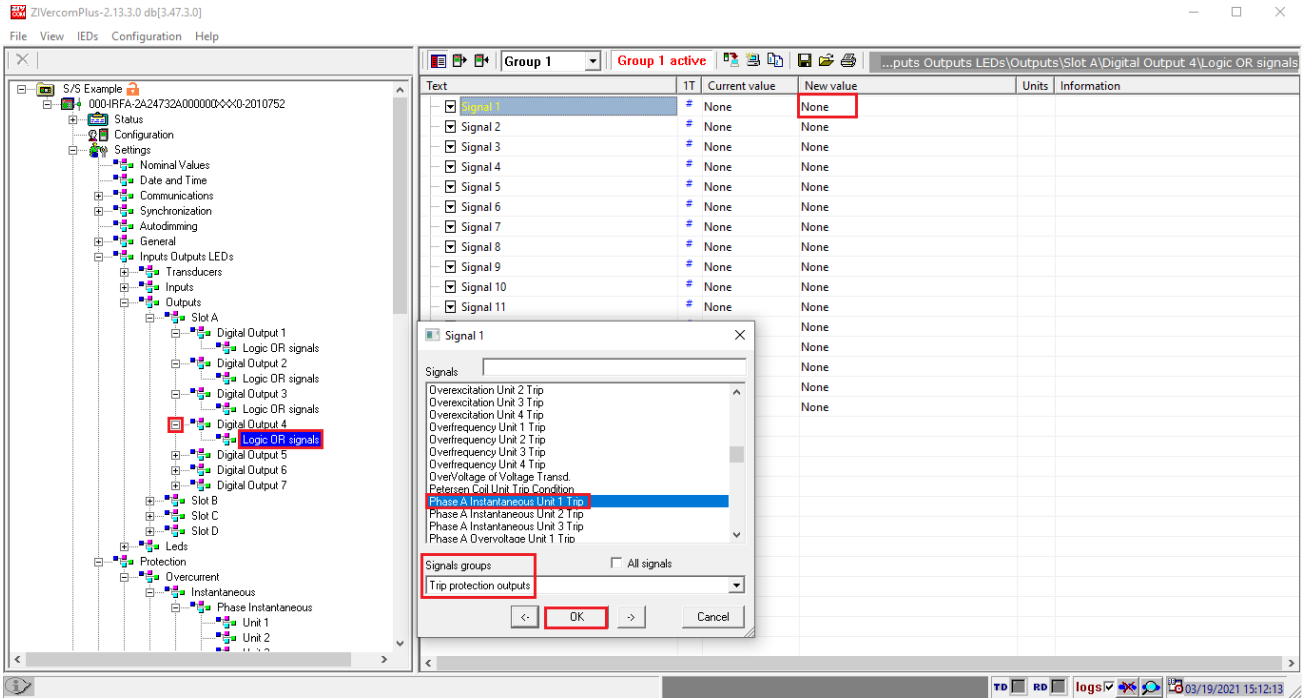 ZIVercomPlus-2.13.3.0 db[3.47.3.0]
File View IEDs Configuration Help
Group 1 Group 1 active ...puts Outputs LEDs\Outputs\Slot A\Digital Output 4\Logic OR signals
S/S Example
000-IRFA-2A24732A000000XXX0-2010752
Status
Configuration
Settings
Nominal Values
Date and Time
Communications
Synchronization
Autodimming
General
Inputs Outputs LEDs
Transducers
Inputs
Outputs
Slot A
Digital Output 1
Logic OR signals
Digital Output 2
Logic OR signals
Digital Output 3
Logic OR signals
Digital Output 4
Logic OR signals
Digital Output 5
Digital Output 6
Digital Output 7
Slot B
Slot C
Slot D
Leds
Protection
Overcurrent
Instantaneous
Phase Instantaneous
Unit 1
Unit 2
Text 1T Current value New value Units Information
Signal 1 # None None
Signal 2 # None None
Signal 3 # None None
Signal 4 # None None
Signal 5 # None None
Signal 6 # None None
Signal 7 # None None
Signal 8 # None None
Signal 9 # None None
Signal 10 # None None
Signal 11 # None None
None
None
None
None
None
Signal 1
Signals
Overexcitation Unit 2 Trip
Overexcitation Unit 3 Trip
Overexcitation Unit 4 Trip
Overfrequency Unit 1 Trip
Overfrequency Unit 2 Trip
Overfrequency Unit 3 Trip
Overfrequency Unit 4 Trip
OverVoltage of Voltage Transd.
Petersen Coil Unit Trip Condition
Phase A Instantaneous Unit 1 Trip
Phase A Instantaneous Unit 2 Trip
Phase A Instantaneous Unit 3 Trip
Phase A Overvoltage Unit 1 Trip
Signals groups All signals
Trip protection outputs
<- OK -> Cancel
TD RD logs 03/19/2021 15:12:13